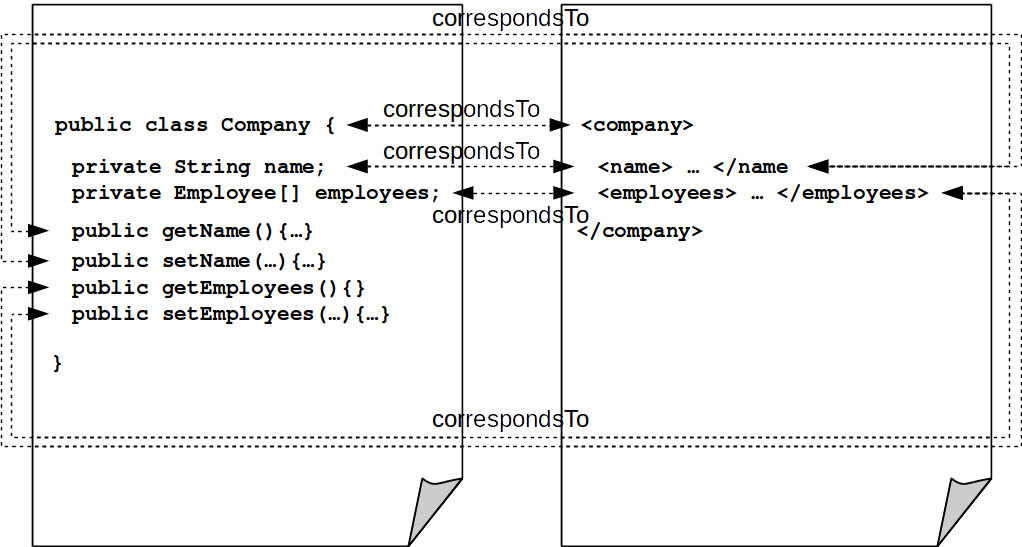 correspondsTo
correspondsTo
public class Company {
<company>
correspondsTo
private String name;
<name> … </name
private Employee[] employees;
<employees> … </employees>
correspondsTo
public getName(){…}
</company>
public setName(…){…}
public getEmployees(){}
public setEmployees(…){…}
}
correspondsTo